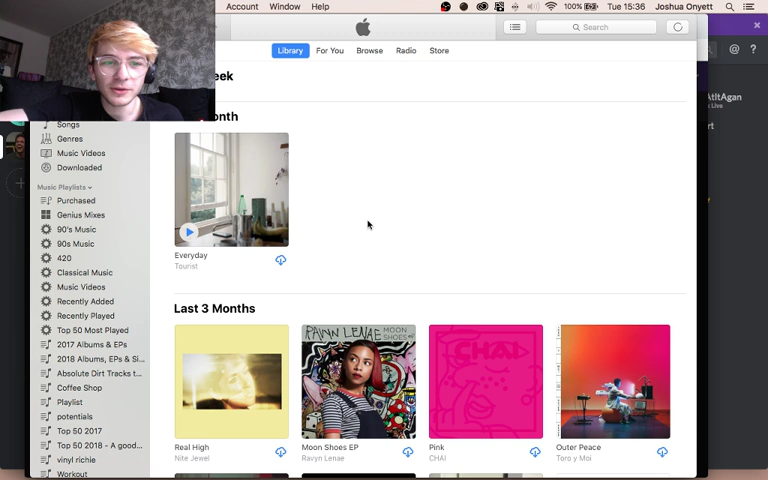 Account Window Help
100% Tue 15:36 Joshua Onyett
Search
Library For You Browse Radio Store
eek
onth
Songs
Genres
Music Videos
Downloaded
Music Playlists
Purchased
Genius Mixes
90's Music
90s Music
420
Classical Music
Music Videos
Recently Added
Recently Played
Top 50 Most Played
2017 Albums & EPs
2018 Albums, EPs & Si...
Absolute Dirt Tracks t...
Coffee Shop
Playlist
potentials
Top 50 2017
Top 50 2018 - A good...
vinyl richie
Workout
Everyday
Tourist
Last 3 Months
RAVYN LENAE MOON SHOES
CHAI
Real High
Nite Jewel
Moon Shoes EP
Ravyn Lenae
Pink
CHAI
Outer Peace
Toro y Moi
@ ?
AtItAgan
Live
rt